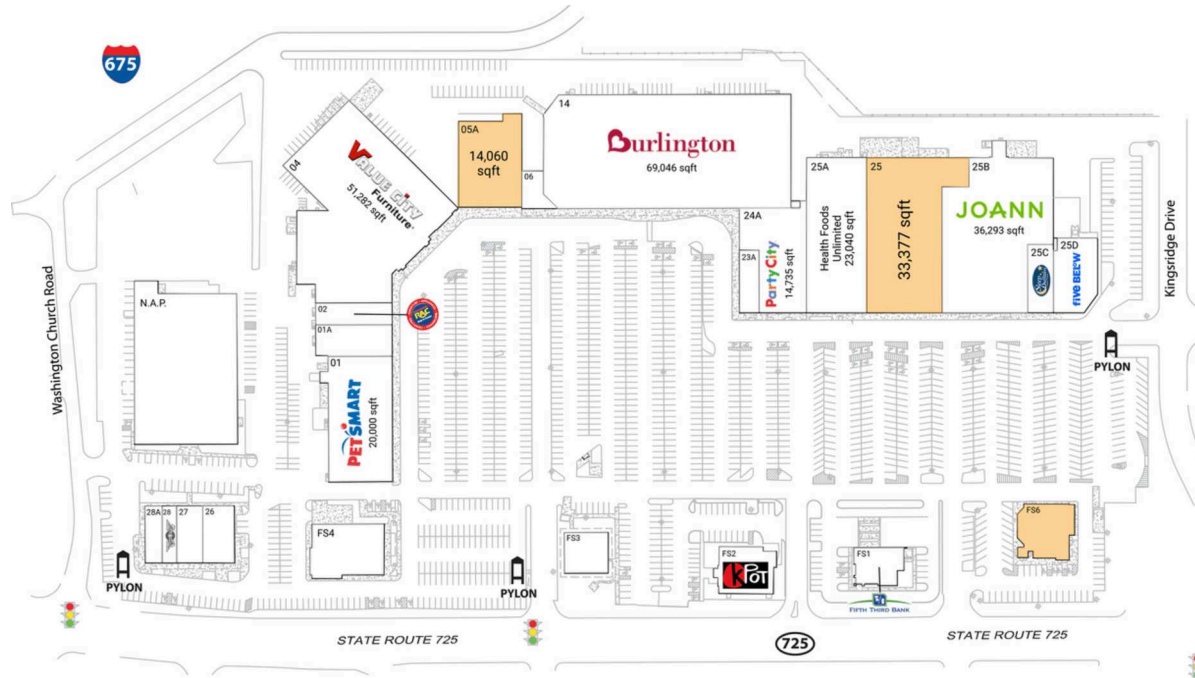 675
14
Burlington
69,046 sqft
05A
14,060
sqft
06
04
VALUE CITY
Furniture
51,282 sqft
25A
Health Foods
Unlimited
23,040 sqft
25
33,377 sqft
25B
JOANN
36,293 sqft
24A
23A
PartyCity
14,735 sqft
25C
25D
five BEL°W
Kingsridge Drive
Washington Church Road
N.A.P.
02
RAC
01A
01
PETSMART
20,000 sqft
PYLON
28A
28
27
26
FS4
FS3
FS2
KPOT
FS1
FIFTH THIRD BANK
FS6
PYLON
PYLON
STATE ROUTE 725
725
STATE ROUTE 725